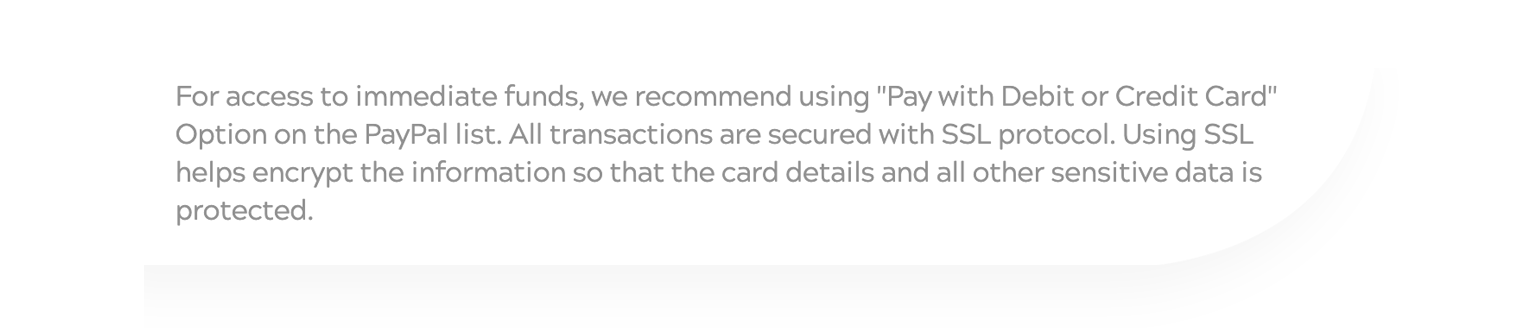 For access to immediate funds, we recommend using "Pay with Debit or Credit Card"
Option on the PayPal list. All transactions are secured with SSL protocol. Using SSL
helps encrypt the information so that the card details and all other sensitive data is
protected.